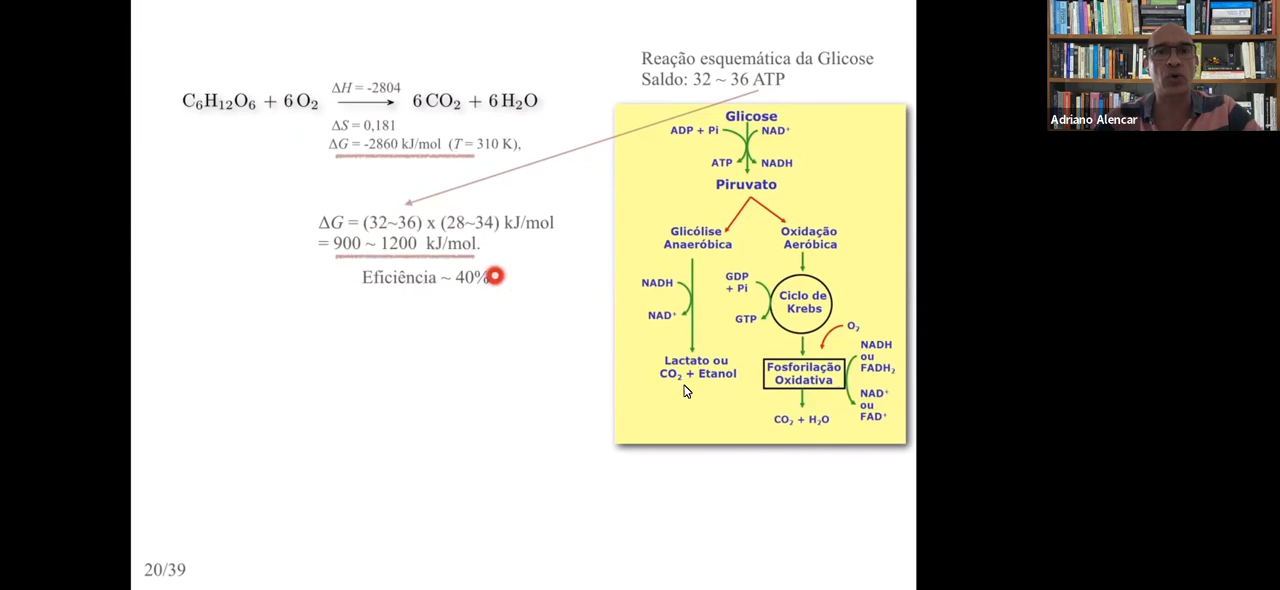 Reação esquemática da Glicose
Saldo: 32 ~ 36 ATP
ΔH = -2804
C₆H₁₂O₆ + 6 O₂ ⟶ 6 CO₂ + 6 H₂O
ΔS = 0,181
ΔG = -2860 kJ/mol (T = 310 K),
ΔG = (32~36) x (28~34) kJ/mol
= 900 ~ 1200 kJ/mol.
Eficiência ~ 40%
Glicose
ADP + Pi
NAD⁺
ATP
NADH
Piruvato
Glicólise
Anaeróbica
Oxidação
Aeróbica
NADH
NAD⁺
Lactato ou
CO₂ + Etanol
GDP
+ Pi
GTP
Ciclo de
Krebs
O₂
Fosforilação
Oxidativa
NADH
ou
FADH₂
NAD⁺
ou
FAD⁺
CO₂ + H₂O
20/39
Adriano Alencar